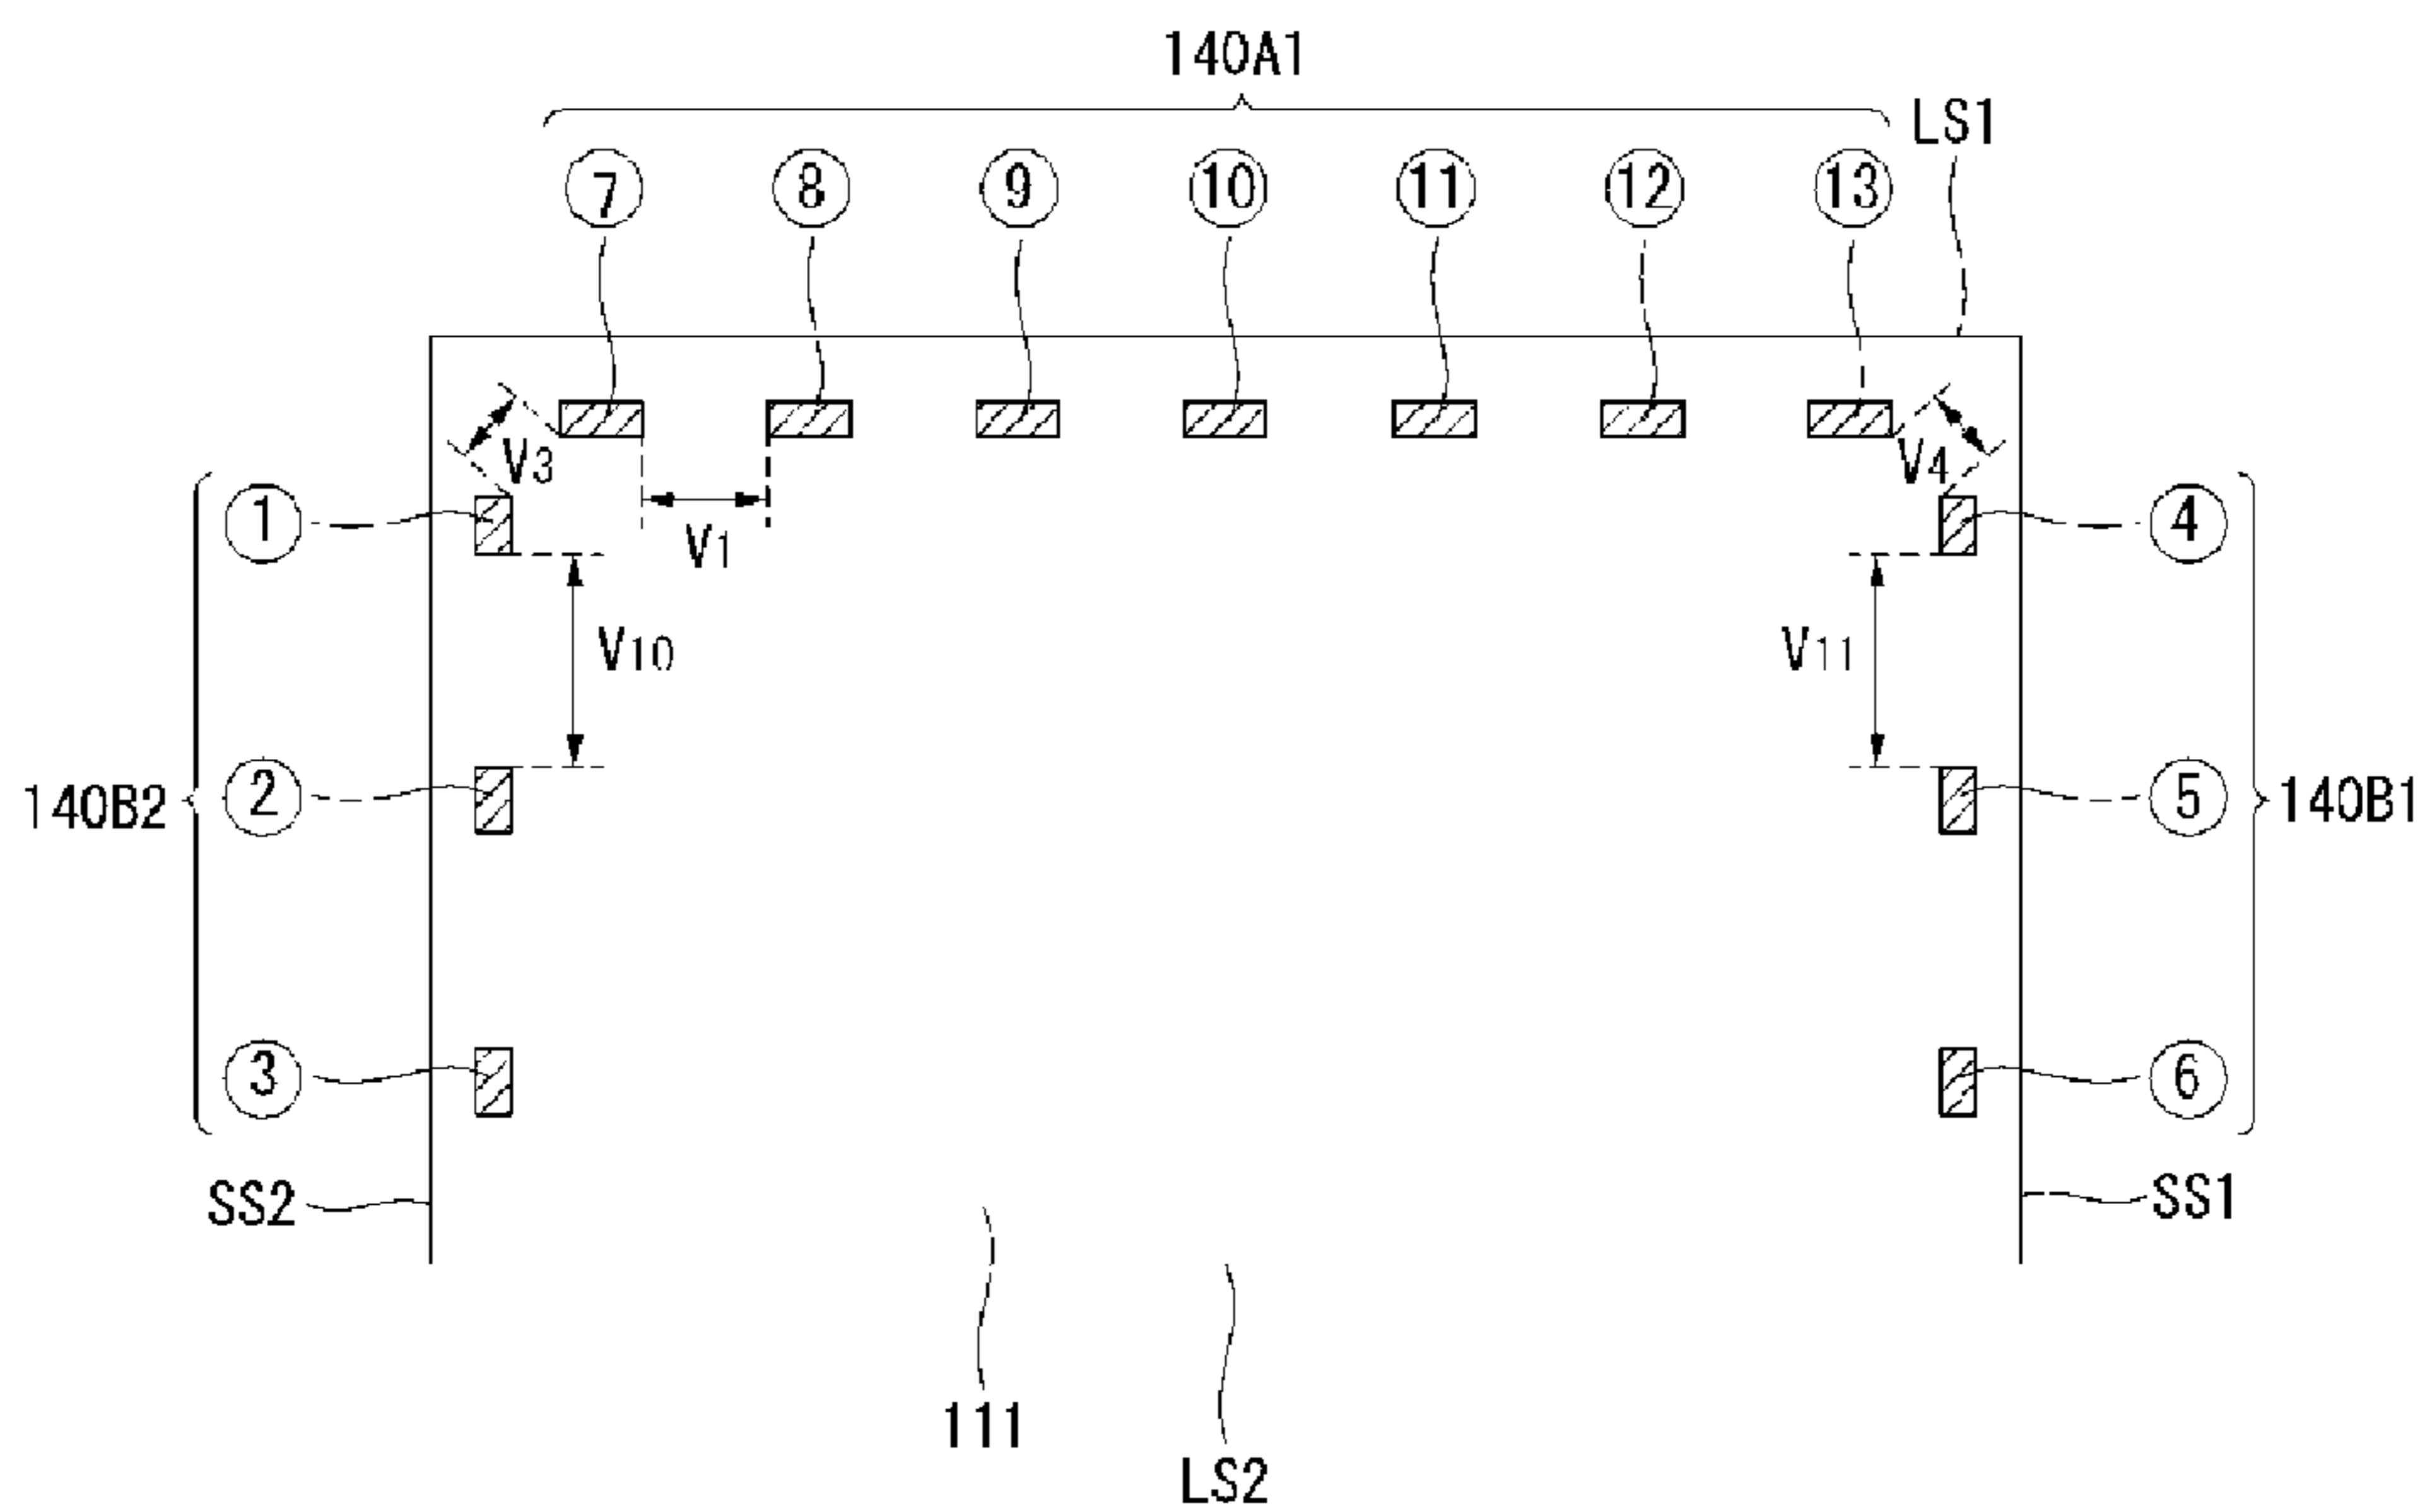 140A1
LS1
⑦ ⑧ ⑨ ⑩ ⑪ ⑫ ⑬
V3 V4
① ④
V1
V10 V11
140B2 ② ⑤ 140B1
③ ⑥
SS2 SS1
111
LS2